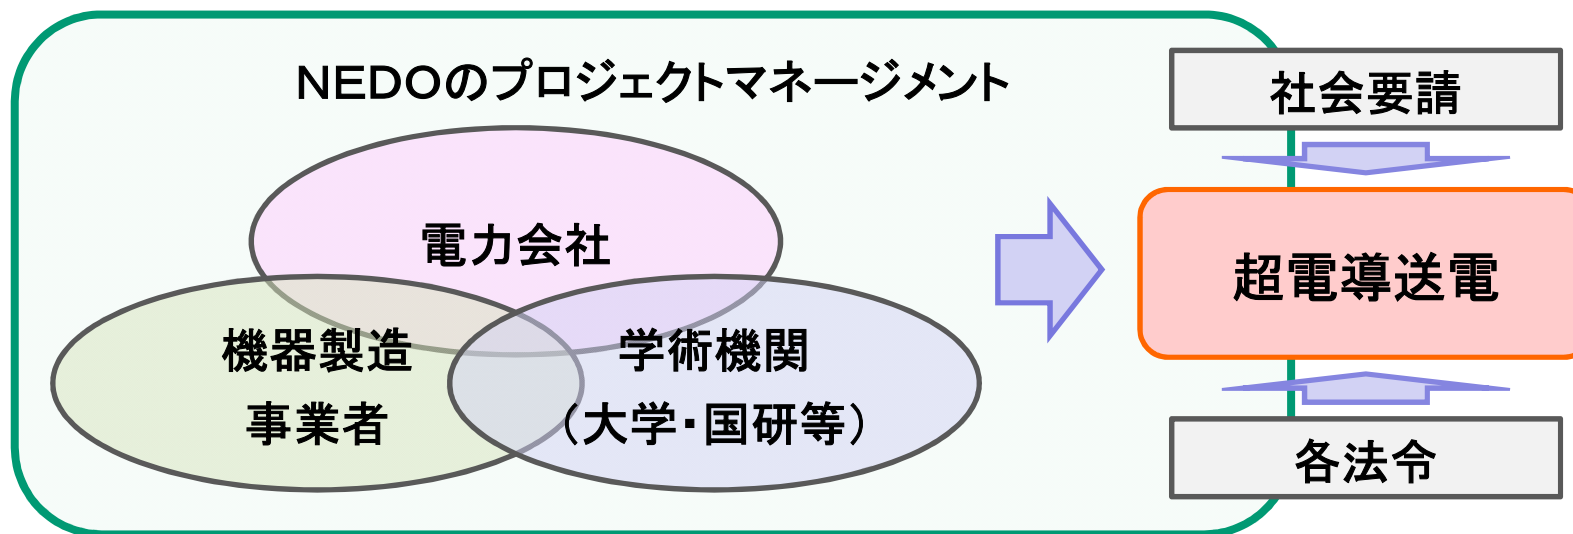 NEDOのプロジェクトマネージメント
社会要請
電力会社
超電導送電
機器製造
事業者
学術機関
（大学・国研等）
各法令